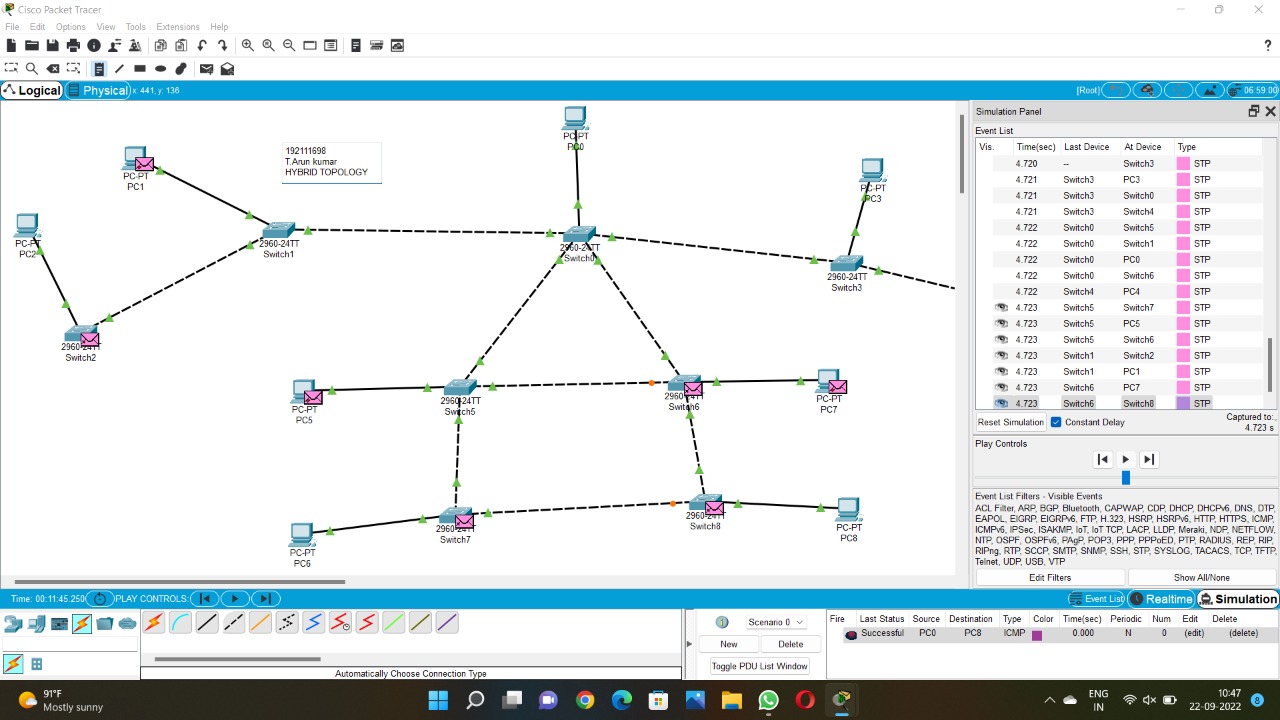 Cisco Packet Tracer
File Edit Options View Tools Extensions Help
?
Logical Physical x: 441, y: 136 [Root] 06:59:00
192111698
T.Arun kumar
HYBRID TOPOLOGY
PC-PT
PC0
PC-PT
PC1
PC-PT
PC2
PC-PT
PC3
2960-24TT
Switch1
2960-24TT
Switch0
2960-24TT
Switch3
2960-24TT
Switch2
PC-PT
PC5
2960-24TT
Switch5
2960-24TT
Switch6
PC-PT
PC7
PC-PT
PC6
2960-24TT
Switch7
2960-24TT
Switch8
PC-PT
PC8
Simulation Panel
Event List
Vis. Time(sec) Last Device At Device Type
4.720 -- Switch3 STP
4.721 Switch3 PC3 STP
4.721 Switch3 Switch0 STP
4.721 Switch3 Switch4 STP
4.722 Switch0 Switch5 STP
4.722 Switch0 Switch1 STP
4.722 Switch0 PC0 STP
4.722 Switch0 Switch6 STP
4.722 Switch4 PC4 STP
4.723 Switch5 Switch7 STP
4.723 Switch5 PC5 STP
4.723 Switch5 Switch6 STP
4.723 Switch1 Switch2 STP
4.723 Switch1 PC1 STP
4.723 Switch6 PC7 STP
4.723 Switch6 Switch8 STP
Reset Simulation Constant Delay Captured to:
4.723 s
Play Controls
Event List Filters - Visible Events
ACL Filter, ARP, BGP, Bluetooth, CAPWAP, CDP, DHCP, DHCPv6, DNS, DTP,
EAPOL, EIGRP, EIGRPv6, FTP, H.323, HSRP, HSRPv6, HTTP, HTTPS, ICMP,
ICMPv6, IPSec, ISAKMP, IoT, IoT TCP, LACP, LLDP, Meraki, NDP, NETFLOW,
NTP, OSPF, OSPFv6, PAgP, POP3, PPP, PPPoED, PTP, RADIUS, REP, RIP,
RIPng, RTP, SCCP, SMTP, SNMP, SSH, STP, SYSLOG, TACACS, TCP, TFTP,
Telnet, UDP, USB, VTP
Edit Filters Show All/None
Time: 00:11:45.250 PLAY CONTROLS: Event List Realtime Simulation
Scenario 0
New Delete
Toggle PDU List Window
Fire Last Status Source Destination Type Color Time(sec) Periodic Num Edit Delete
Successful PC0 PC8 ICMP 0.000 N 0 (edit) (delete)
Automatically Choose Connection Type
91°F
Mostly sunny
ENG
IN
10:47
22-09-2022
8